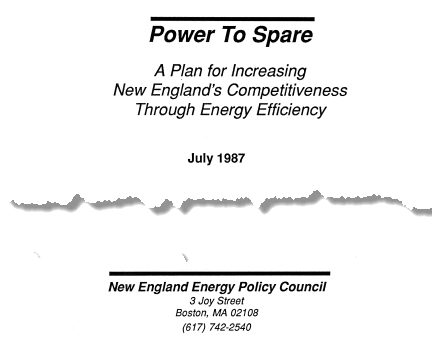 Power To Spare
A Plan for Increasing
New England's Competitiveness
Through Energy Efficiency
July 1987
New England Energy Policy Council
3 Joy Street
Boston, MA 02108
(617) 742-2540